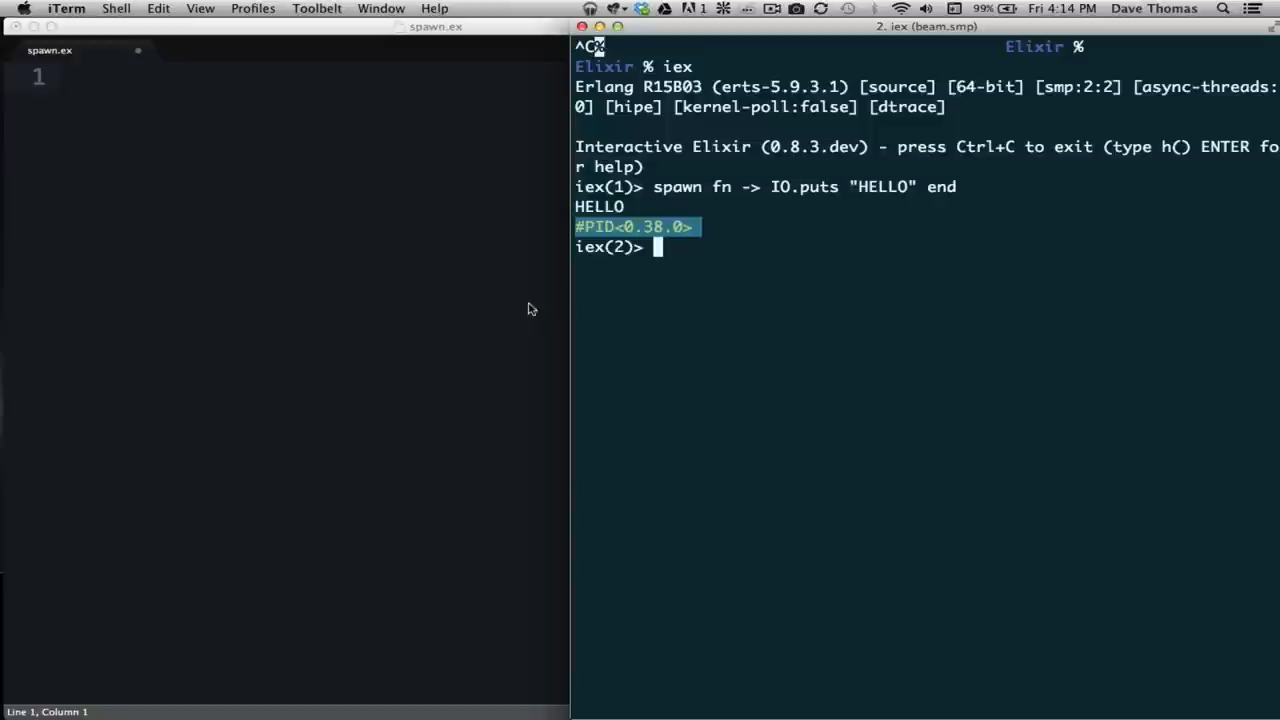 iTerm Shell Edit View Profiles Toolbelt Window Help 1 99% Fri 4:14 PM Dave Thomas
spawn.ex
2. iex (beam.smp)
spawn.ex
1
^C% Elixir %
Elixir % iex
Erlang R15B03 (erts-5.9.3.1) [source] [64-bit] [smp:2:2] [async-threads:
0] [hipe] [kernel-poll:false] [dtrace]
Interactive Elixir (0.8.3.dev) - press Ctrl+C to exit (type h() ENTER fo
r help)
iex(1)> spawn fn -> IO.puts "HELLO" end
HELLO
#PID<0.38.0>
iex(2)>
Line 1, Column 1